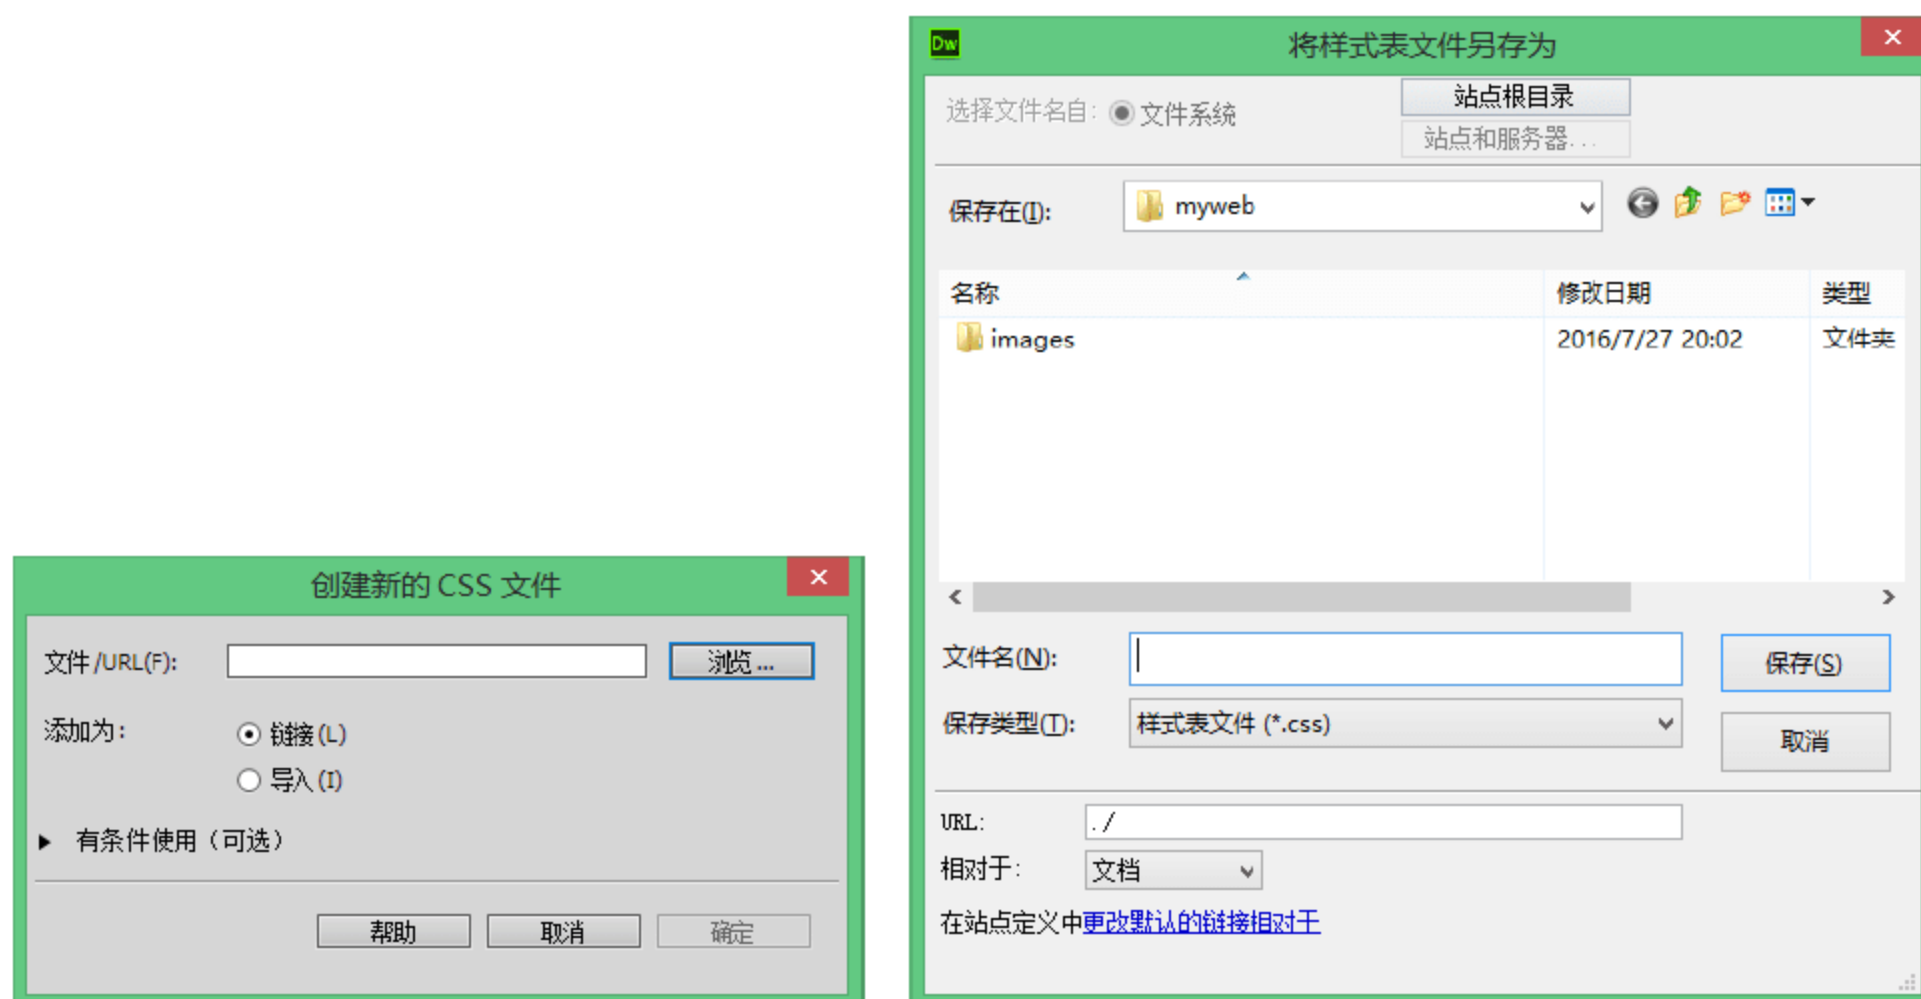 创建新的 CSS 文件
文件/URL(F):
浏览...
添加为:
链接(L)
导入(I)
有条件使用（可选）
帮助
取消
确定
Dw
将样式表文件另存为
选择文件名自:
文件系统
站点根目录
站点和服务器...
保存在(I):
myweb
名称
修改日期
类型
images
2016/7/27 20:02
文件夹
文件名(N):
保存(S)
保存类型(T):
样式表文件 (*.css)
取消
URL:
./
相对于:
文档
在站点定义中更改默认的链接相对于